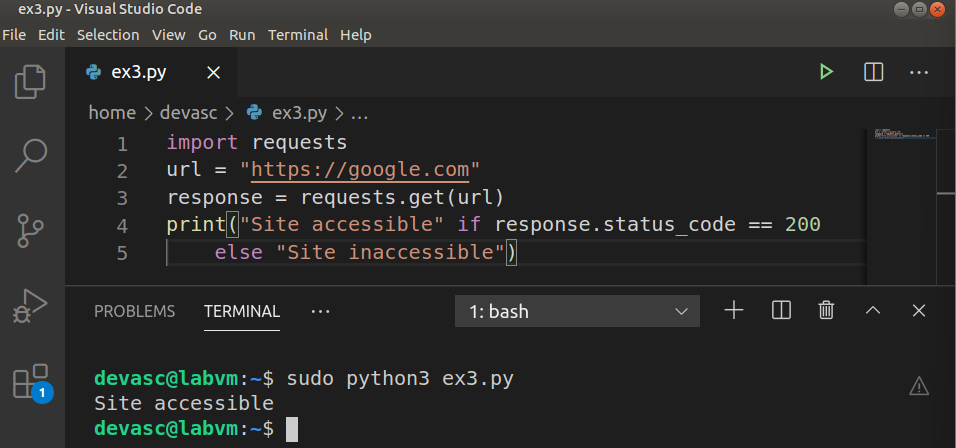 ex3.py - Visual Studio Code
File Edit Selection View Go Run Terminal Help
ex3.py
home > devasc > ex3.py > ...
1 import requests
2 url = "https://google.com"
3 response = requests.get(url)
4 print("Site accessible" if response.status_code == 200
5     else "Site inaccessible")
PROBLEMS TERMINAL ... 1: bash
devasc@labvm:~$ sudo python3 ex3.py
Site accessible
1
devasc@labvm:~$